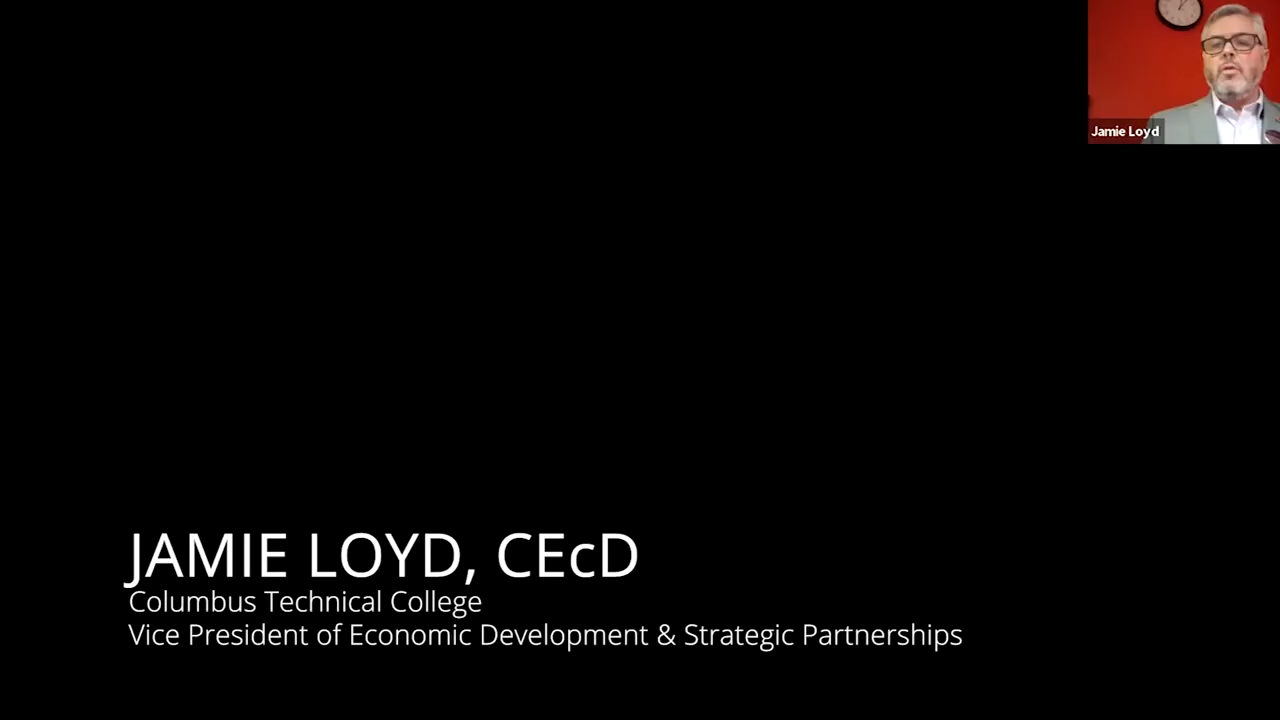 Jamie Loyd
JAMIE LOYD, CEcD
Columbus Technical College
Vice President of Economic Development & Strategic Partnerships